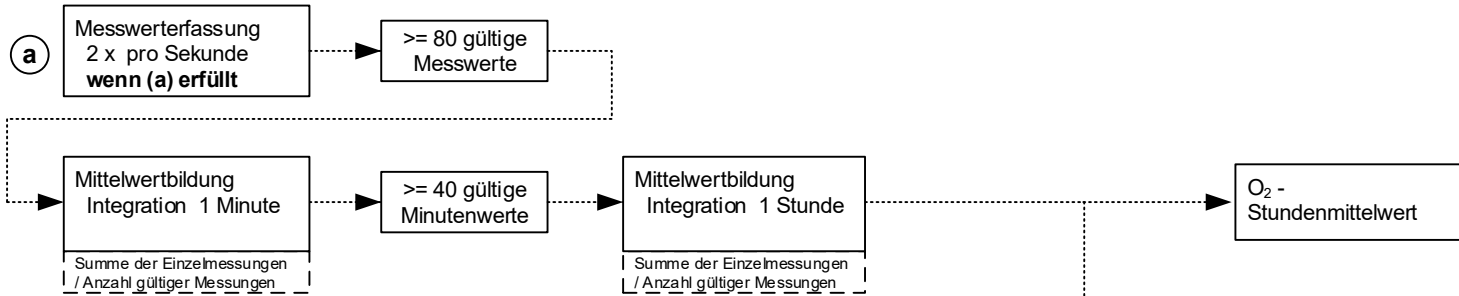 a
Messwerterfassung
2 x pro Sekunde
wenn (a) erfüllt
>= 80 gültige
Messwerte
Mittelwertbildung
Integration 1 Minute
Summe der Einzelmessungen
/ Anzahl gültiger Messungen
>= 40 gültige
Minutenwerte
Mittelwertbildung
Integration 1 Stunde
Summe der Einzelmessungen
/ Anzahl gültiger Messungen
O₂ -
Stundenmittelwert